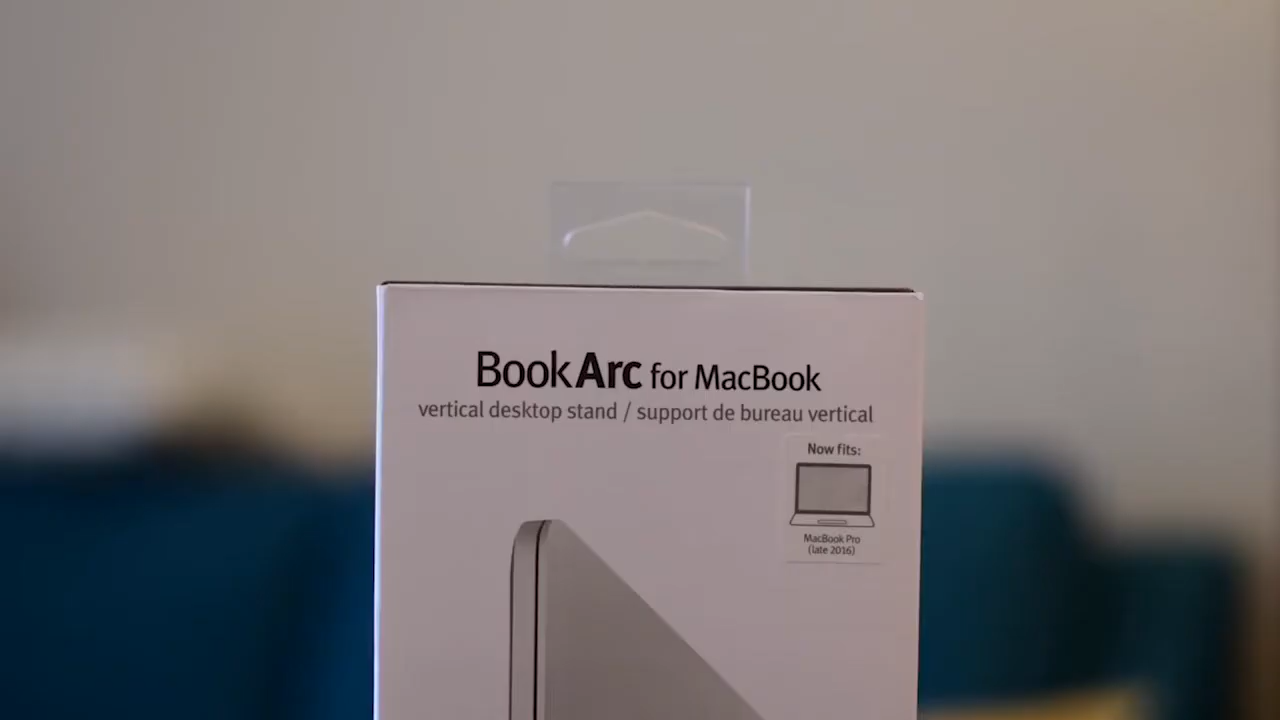 BookArc for MacBook
vertical desktop stand / support de bureau vertical
Now fits:
MacBook Pro
(late 2016)